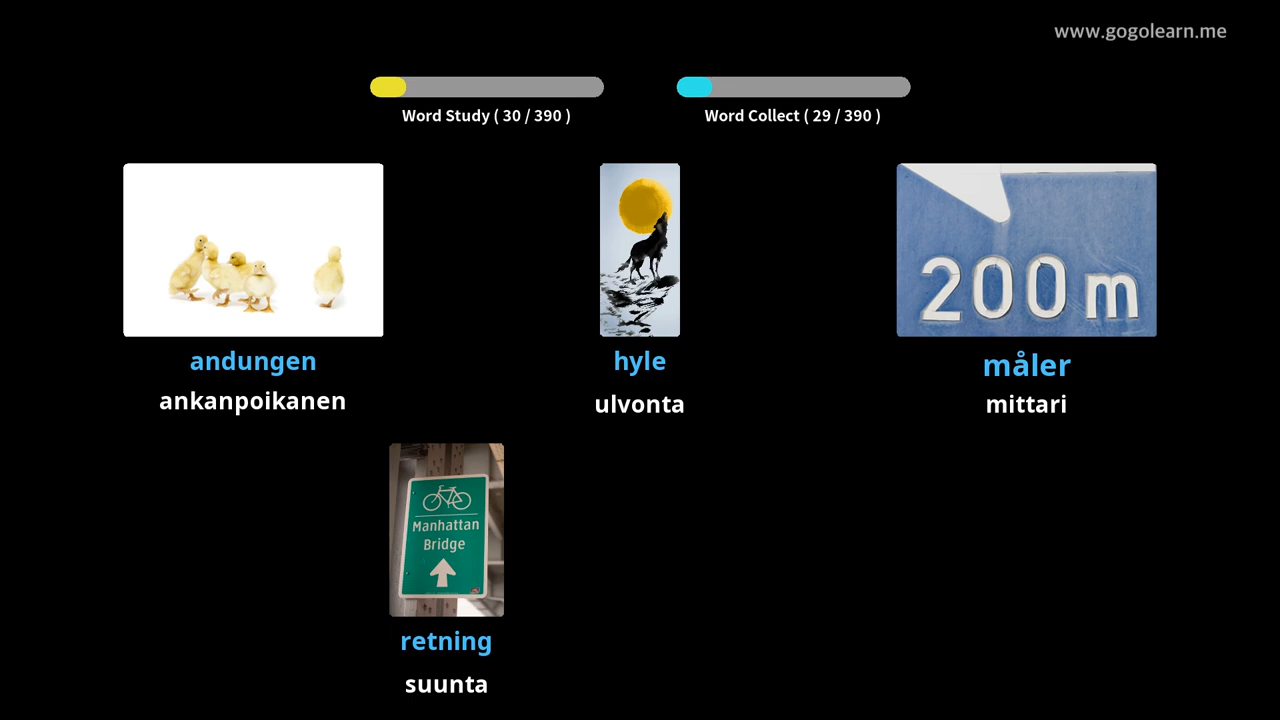 www.gogolearn.me
Word Study ( 30 / 390 )
Word Collect ( 29 / 390 )
200 m
andungen
ankanpoikanen
hyle
ulvonta
måler
mittari
Manhattan
Bridge
retning
suunta